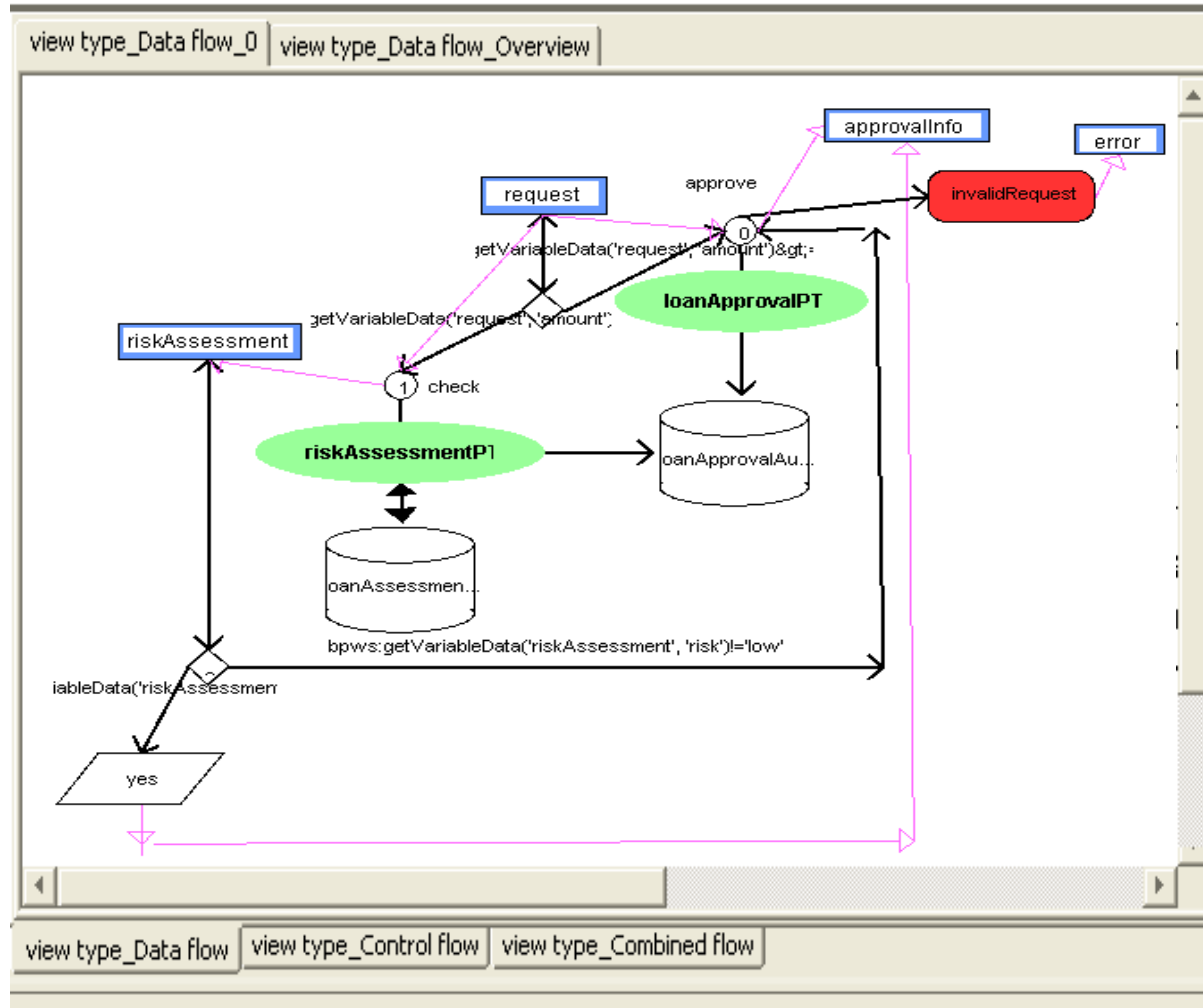 view type_Data flow_0
view type_Data flow_Overview
approvalInfo
error
approve
request
invalidRequest
0
getVariableData('request', 'amount')&gt;=
loanApprovalPT
getVariableData('request', 'amount')
riskAssessment
1
check
riskAssessmentPT
oanApprovalAu...
oanAssessmen...
bpws:getVariableData('riskAssessment', 'risk')!='low'
iableData('riskAssessmen
yes
view type_Data flow
view type_Control flow
view type_Combined flow